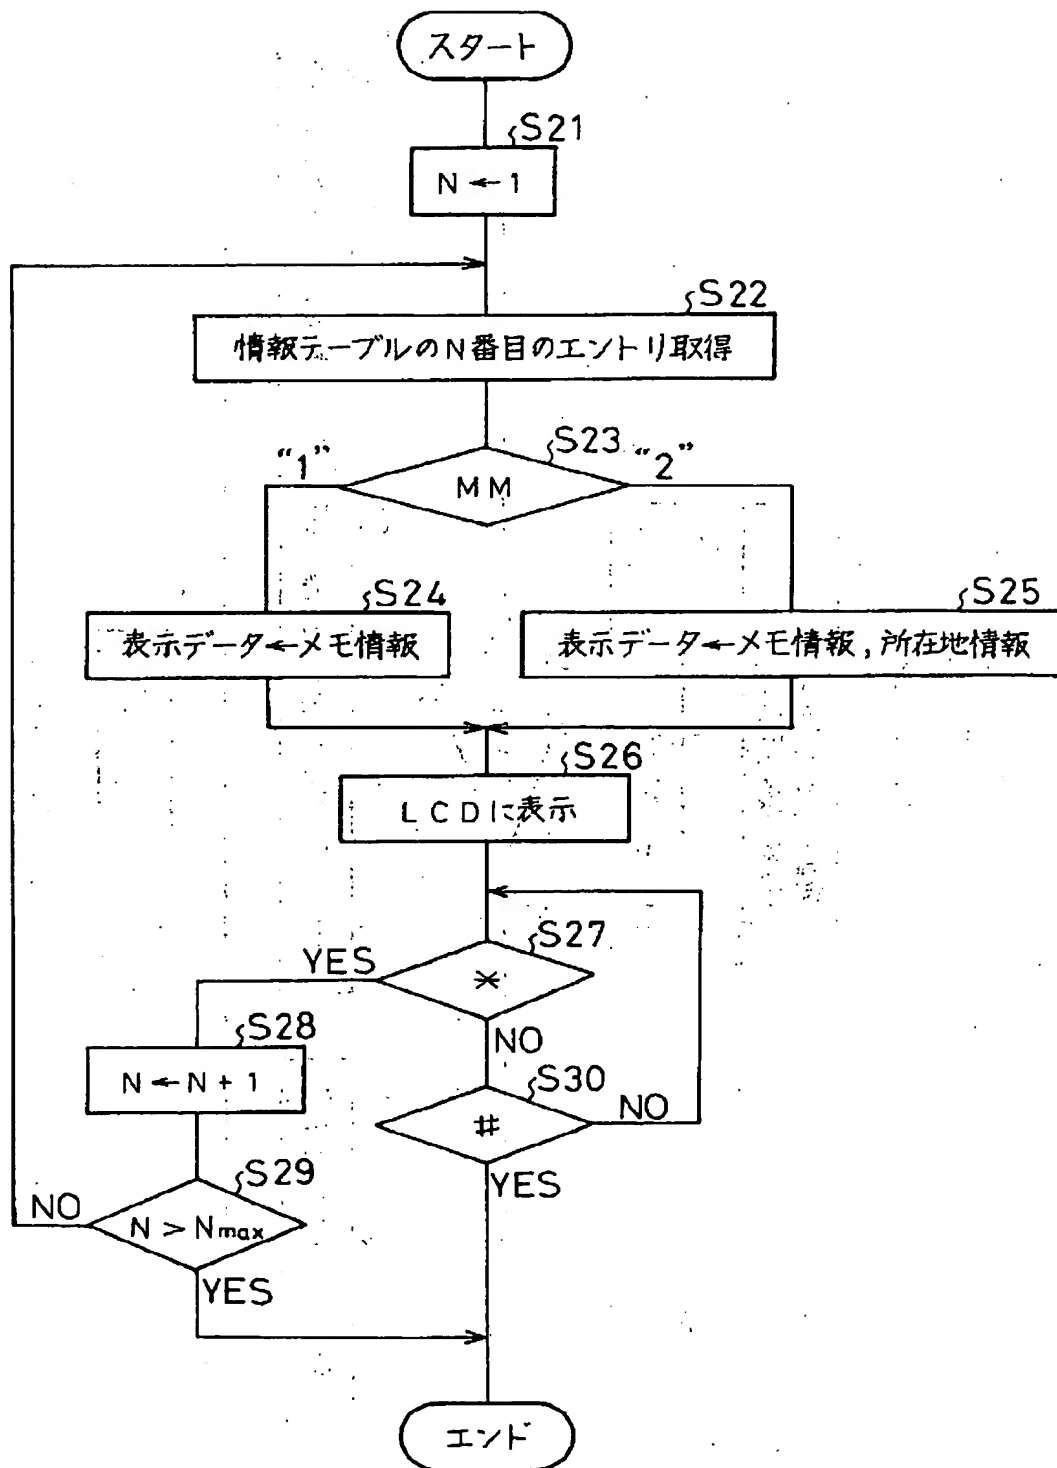 スタート
S21
N←1
S22
情報テーブルのN番目のエントリ取得
S23
“1”
“2”
MM
S24
表示データ←メモ情報
S25
表示データ←メモ情報,所在地情報
S26
LCDに表示
S27
YES
*
NO
S28
N←N+1
S30
#
NO
YES
S29
NO
N>Nmax
YES
エンド